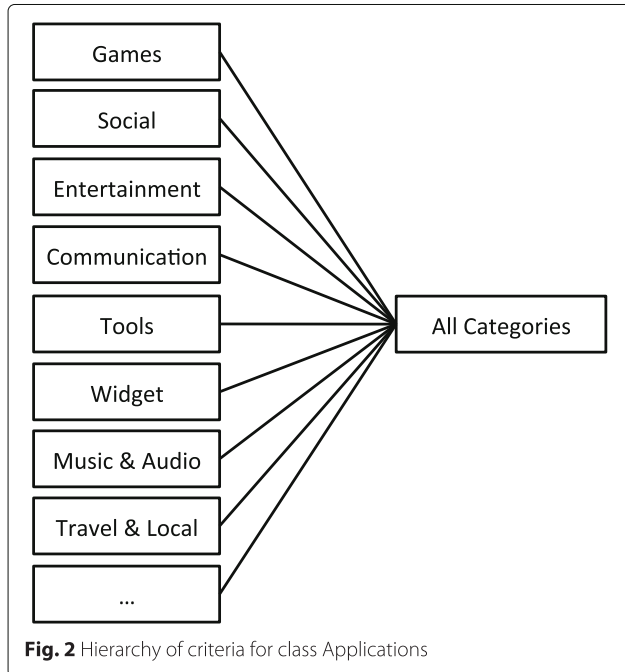 Games
Social
Entertainment
Communication
Tools
All Categories
Widget
Music & Audio
Travel & Local
...
Fig. 2 Hierarchy of criteria for class Applications